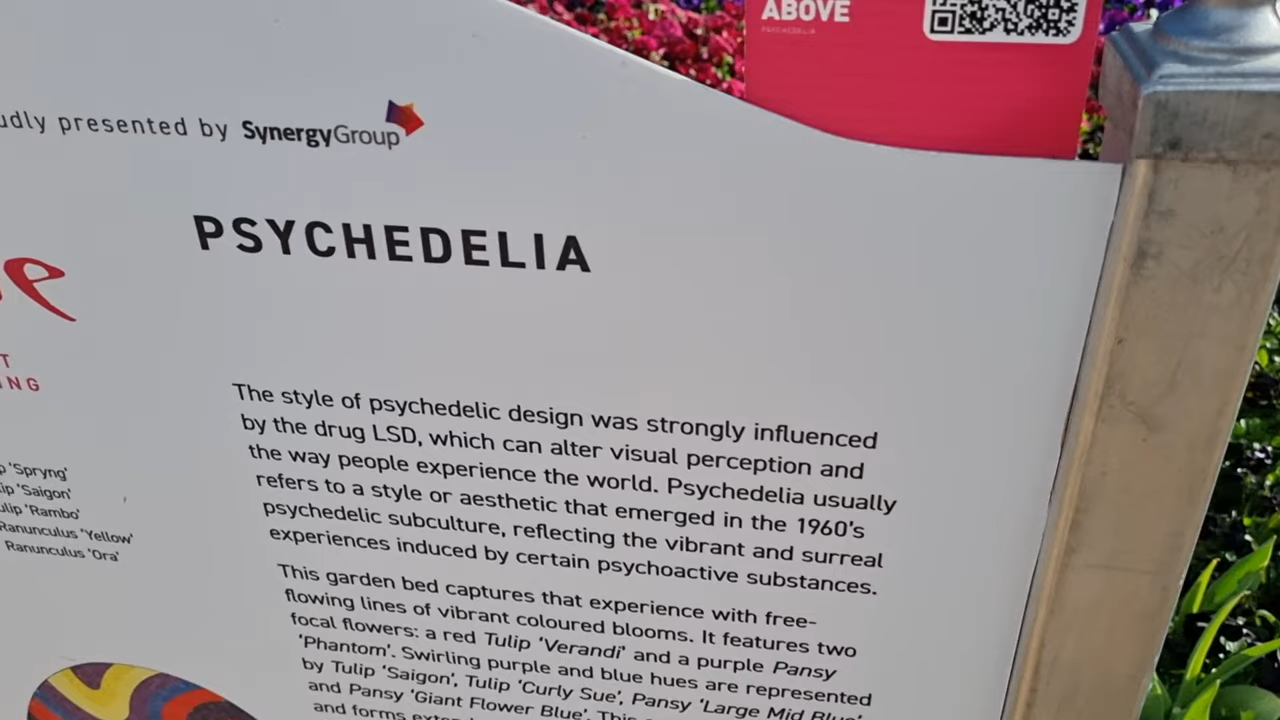 ABOVE
PSYCHEDELIA
presented by SynergyGroup
PSYCHEDELIA
The style of psychedelic design was strongly influenced
by the drug LSD, which can alter visual perception and
the way people experience the world. Psychedelia usually
refers to a style or aesthetic that emerged in the 1960's
psychedelic subculture, reflecting the vibrant and surreal
experiences induced by certain psychoactive substances.
This garden bed captures that experience with free-
flowing lines of vibrant coloured blooms. It features two
focal flowers: a red Tulip 'Verandi' and a purple Pansy
'Phantom'. Swirling purple and blue hues are represented
by Tulip 'Saigon', Tulip 'Curly Sue', Pansy 'Large Mid Blue'
and Pansy 'Giant Flower Blue'. This
and forms
'Spryng'
'Saigon'
'Rambo'
Ranunculus 'Yellow'
Ranunculus 'Ora'